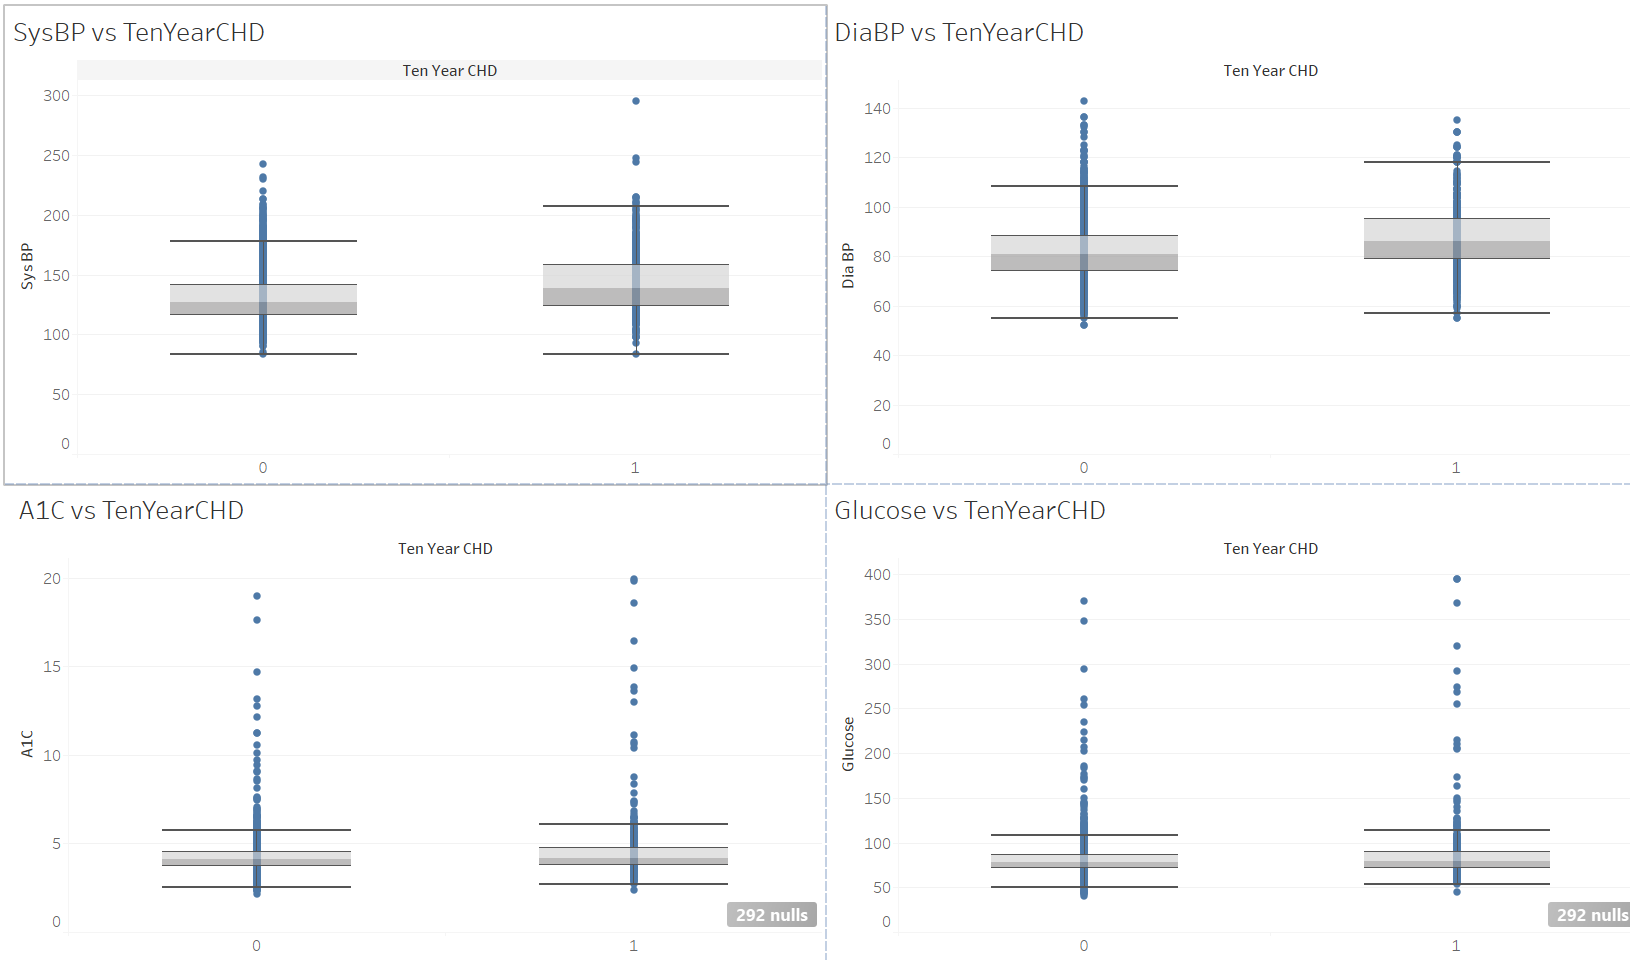 SysBP vs TenYearCHD
Ten Year CHD
Sys BP
300
250
200
150
100
50
0
0 1
DiaBP vs TenYearCHD
Ten Year CHD
Dia BP
140
120
100
80
60
40
20
0
0 1
A1C vs TenYearCHD
Ten Year CHD
A1C
20
15
10
5
0
292 nulls
0 1
Glucose vs TenYearCHD
Ten Year CHD
Glucose
400
350
300
250
200
150
100
50
0
292 nulls
0 1